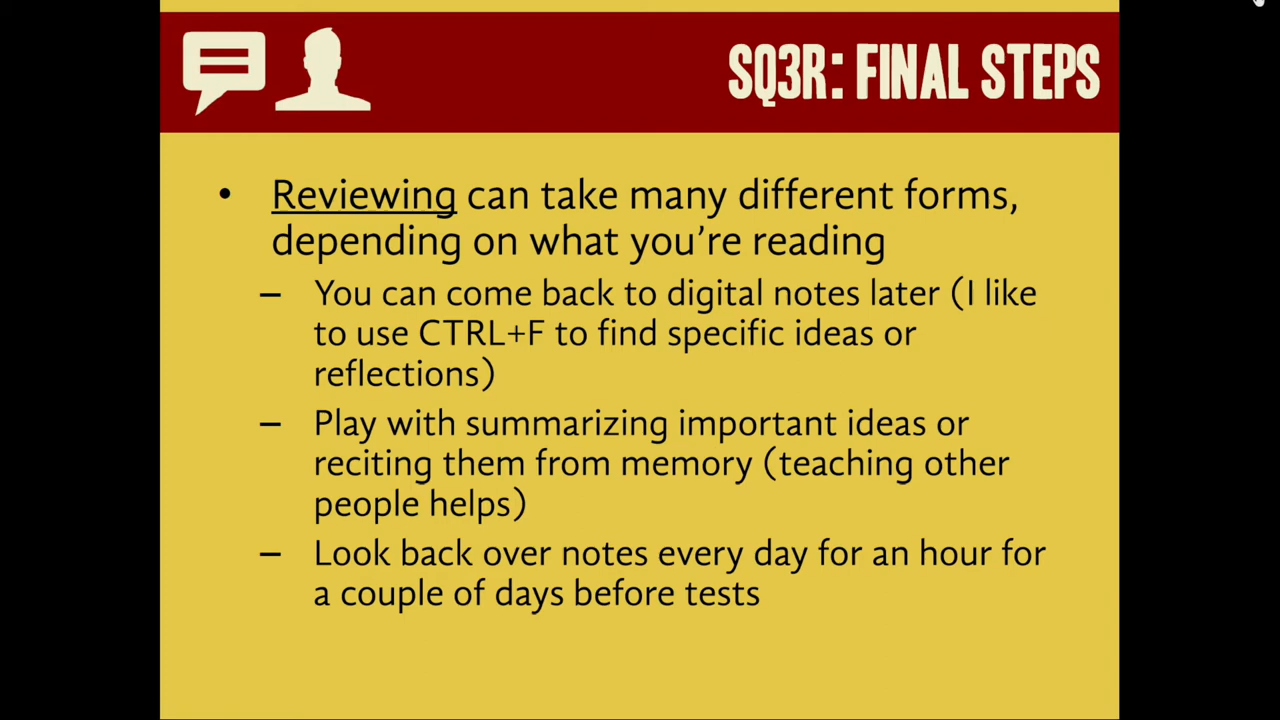 SQ3R: FINAL STEPS
• Reviewing can take many different forms,
depending on what you’re reading
– You can come back to digital notes later (I like
to use CTRL+F to find specific ideas or
reflections)
– Play with summarizing important ideas or
reciting them from memory (teaching other
people helps)
– Look back over notes every day for an hour for
a couple of days before tests